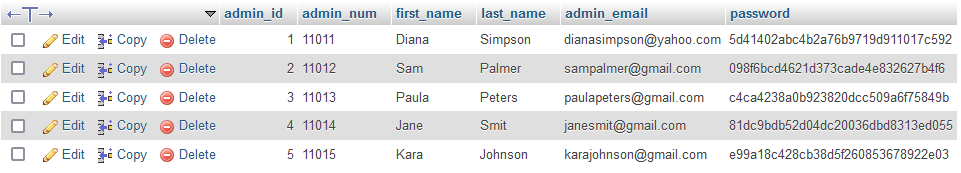 admin_id admin_num first_name last_name admin_email password
Edit Copy Delete 1 11011 Diana Simpson dianasimpson@yahoo.com 5d41402abc4b2a76b9719d911017c592
Edit Copy Delete 2 11012 Sam Palmer sampalmer@gmail.com 098f6bcd4621d373cade4e832627b4f6
Edit Copy Delete 3 11013 Paula Peters paulapeters@gmail.com c4ca4238a0b923820dcc509a6f75849b
Edit Copy Delete 4 11014 Jane Smit janesmit@gmail.com 81dc9bdb52d04dc20036dbd8313ed055
Edit Copy Delete 5 11015 Kara Johnson karajohnson@gmail.com e99a18c428cb38d5f260853678922e03